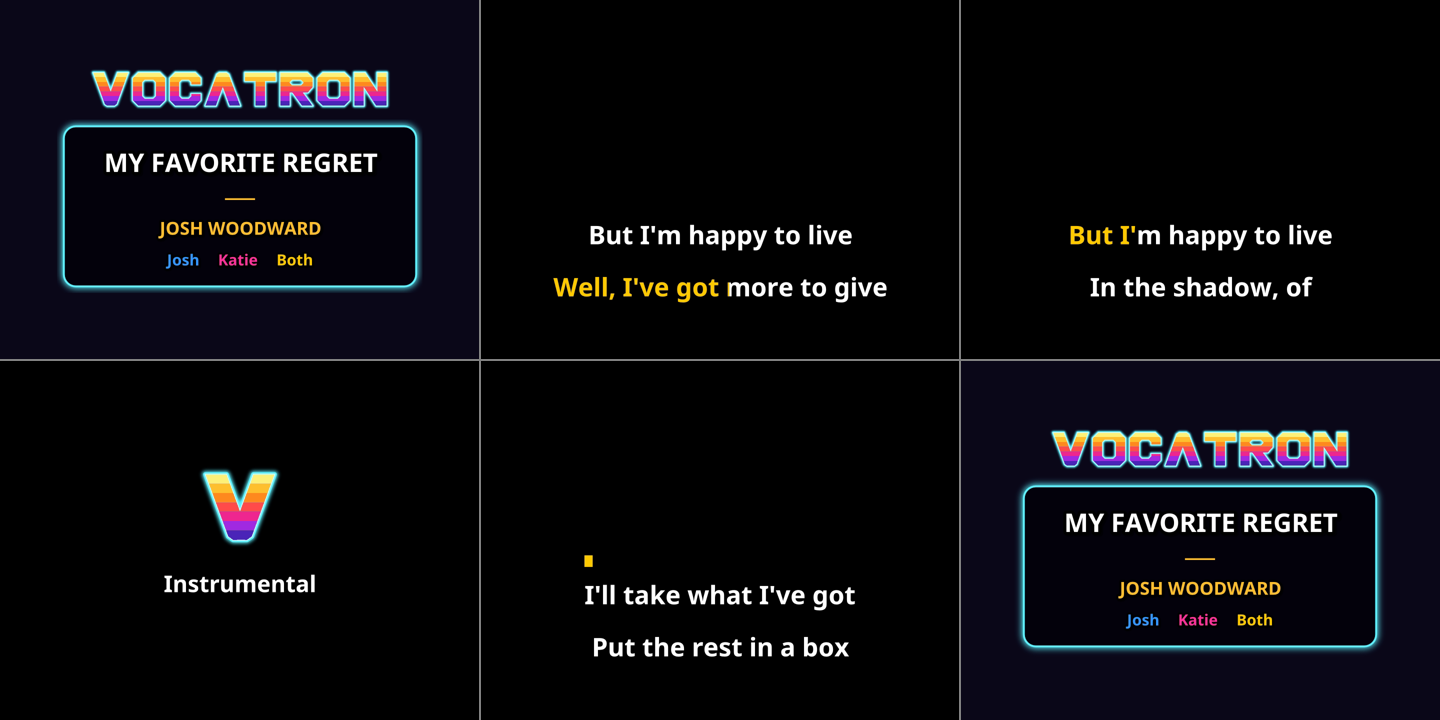 VOCATRON
MY FAVORITE REGRET
JOSH WOODWARD
Josh Katie Both
But I'm happy to live
Well, I've got more to give
But I'm happy to live
In the shadow, of
V
Instrumental
I'll take what I've got
Put the rest in a box
VOCATRON
MY FAVORITE REGRET
JOSH WOODWARD
Josh Katie Both